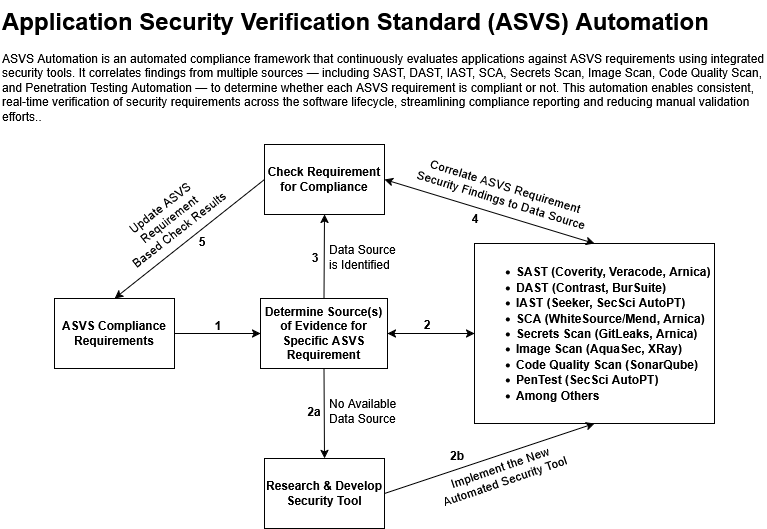 Application Security Verification Standard (ASVS) Automation
ASVS Automation is an automated compliance framework that continuously evaluates applications against ASVS requirements using integrated
security tools. It correlates findings from multiple sources — including SAST, DAST, IAST, SCA, Secrets Scan, Image Scan, Code Quality Scan,
and Penetration Testing Automation — to determine whether each ASVS requirement is compliant or not. This automation enables consistent,
real-time verification of security requirements across the software lifecycle, streamlining compliance reporting and reducing manual validation
efforts..
Check Requirement
for Compliance
Correlate ASVS Requirement
Security Findings to Data Source
4
Update ASVS
Requirement
Based Check Results
5
3
Data Source
is Identified
ASVS Compliance
Requirements
1
Determine Source(s)
of Evidence for
Specific ASVS
Requirement
2
• SAST (Coverity, Veracode, Arnica)
• DAST (Contrast, BurSuite)
• IAST (Seeker, SecSci AutoPT)
• SCA (WhiteSource/Mend, Arnica)
• Secrets Scan (GitLeaks, Arnica)
• Image Scan (AquaSec, XRay)
• Code Quality Scan (SonarQube)
• PenTest (SecSci AutoPT)
• Among Others
2a
No Available
Data Source
2b
Implement the New
Automated Security Tool
Research & Develop
Security Tool